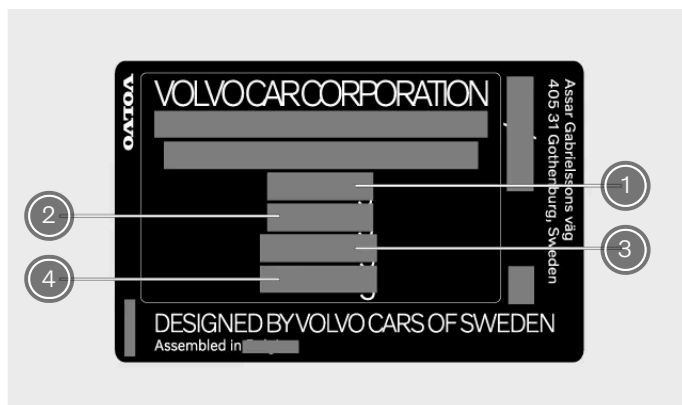 VOLVO
VOLVO CAR CORPORATION
Assar Gabrielssons väg
405 31 Gothenburg, Sweden
1
2
3
4
DESIGNED BY VOLVO CARS OF SWEDEN
Assembled in